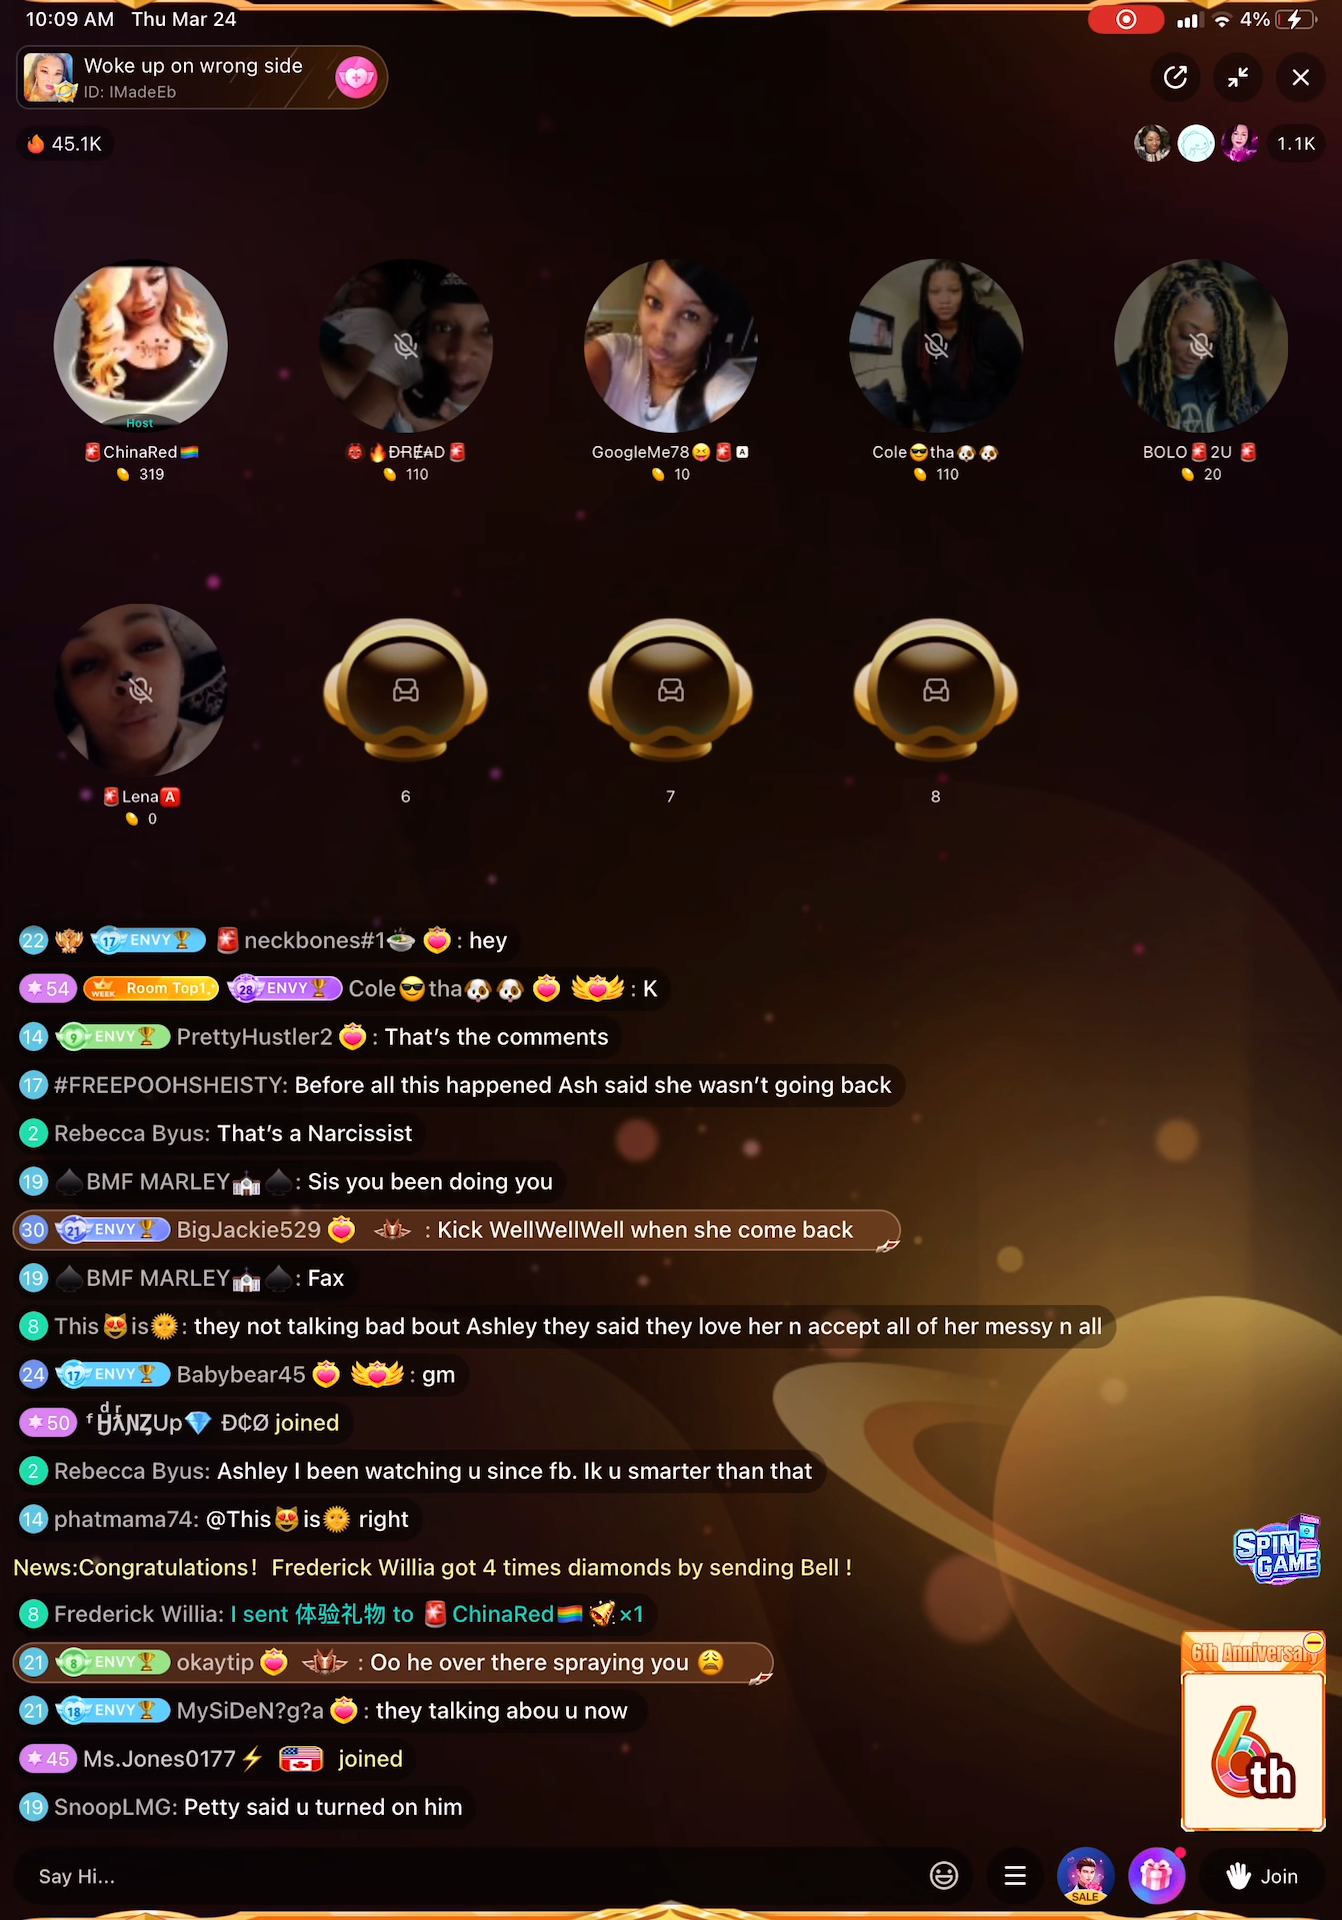 10:09 AM Thu Mar 24 4%
Woke up on wrong side
ID: IMadeEb
🔥 45.1K 1.1K
Host
🚨ChinaRed🏳️‍🌈 👹🔥DREAD🚨 GoogleMe78😝🚨🅰 Cole😎tha🐶🐶 BOLO🚨2U 🚨
319 110 10 110 20
🚨Lena🅰️ 6 7 8
0
22 17 ENVY🏆 🚨neckbones#1🍲 : hey
54 WEEK Room Top1 28 ENVY🏆 Cole😎tha🐶🐶 : K
14 9 ENVY🏆 PrettyHustler2 : That’s the comments
17 #FREEPOOHSHEISTY: Before all this happened Ash said she wasn’t going back
2 Rebecca Byus: That’s a Narcissist
19 ♠️BMF MARLEY💒♠️: Sis you been doing you
30 21 ENVY🏆 BigJackie529 : Kick WellWellWell when she come back
19 ♠️BMF MARLEY💒♠️: Fax
8 This😻is🌞: they not talking bad bout Ashley they said they love her n accept all of her messy n all
24 17 ENVY🏆 Babybear45 : gm
50 Up💎 Đ₵Ø joined
2 Rebecca Byus: Ashley I been watching u since fb. Ik u smarter than that
14 phatmama74: @This😻is🌞 right
News:Congratulations! Frederick Willia got 4 times diamonds by sending Bell !
8 Frederick Willia: I sent 体验礼物 to 🚨ChinaRed🏳️‍🌈 ×1
21 8 ENVY🏆 okaytip : Oo he over there spraying you 😩
21 18 ENVY🏆 MySiDeN?g?a : they talking abou u now
45 Ms.Jones0177⚡ joined
19 SnoopLMG: Petty said u turned on him
SPIN
GAME
6th Anniversary
6th
Say Hi... SALE Join